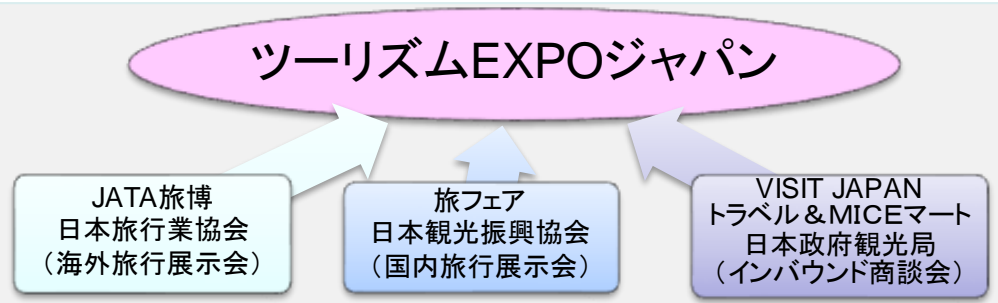 ツーリズムEXPOジャパン
JATA旅博
日本旅行業協会
（海外旅行展示会）
旅フェア
日本観光振興協会
（国内旅行展示会）
VISIT JAPAN
トラベル＆MICEマート
日本政府観光局
（インバウンド商談会）